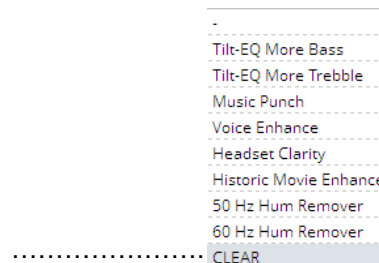 -
Tilt-EQ More Bass
Tilt-EQ More Trebble
Music Punch
Voice Enhance
Headset Clarity
Historic Movie Enhance
50 Hz Hum Remover
60 Hz Hum Remover
...................... CLEAR